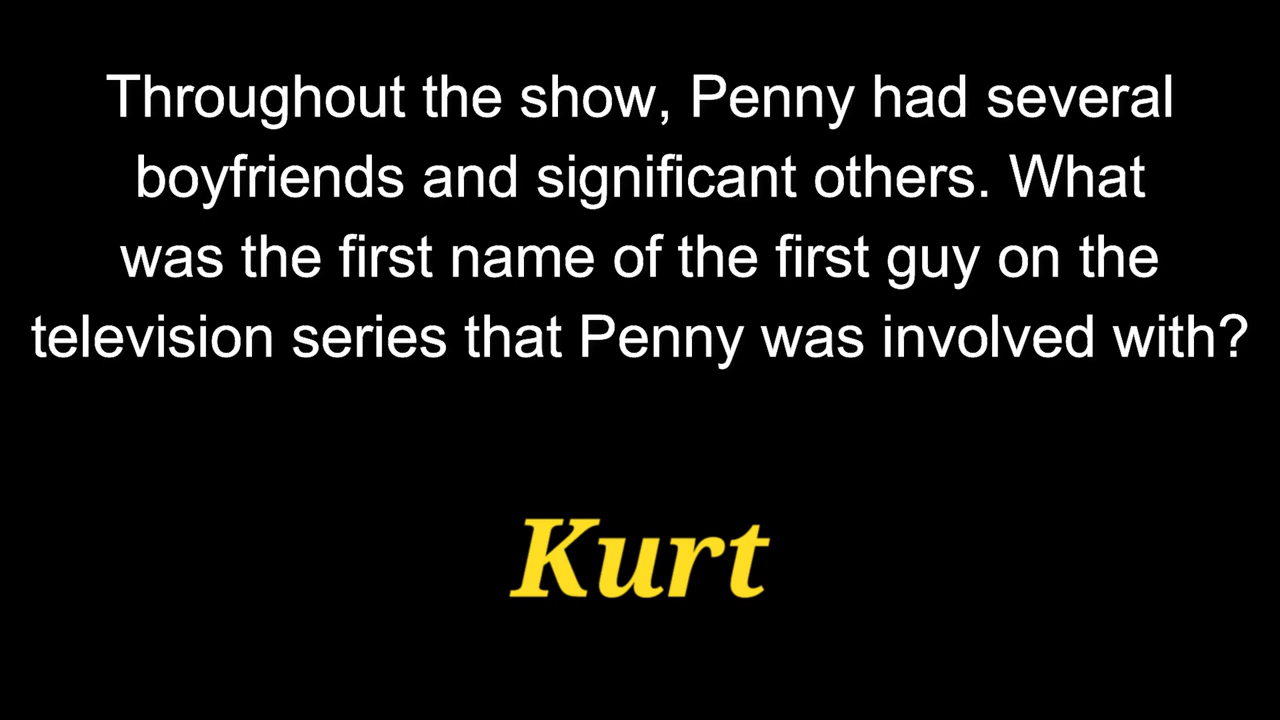 Throughout the show, Penny had several
boyfriends and significant others. What
was the first name of the first guy on the
television series that Penny was involved with?
Kurt